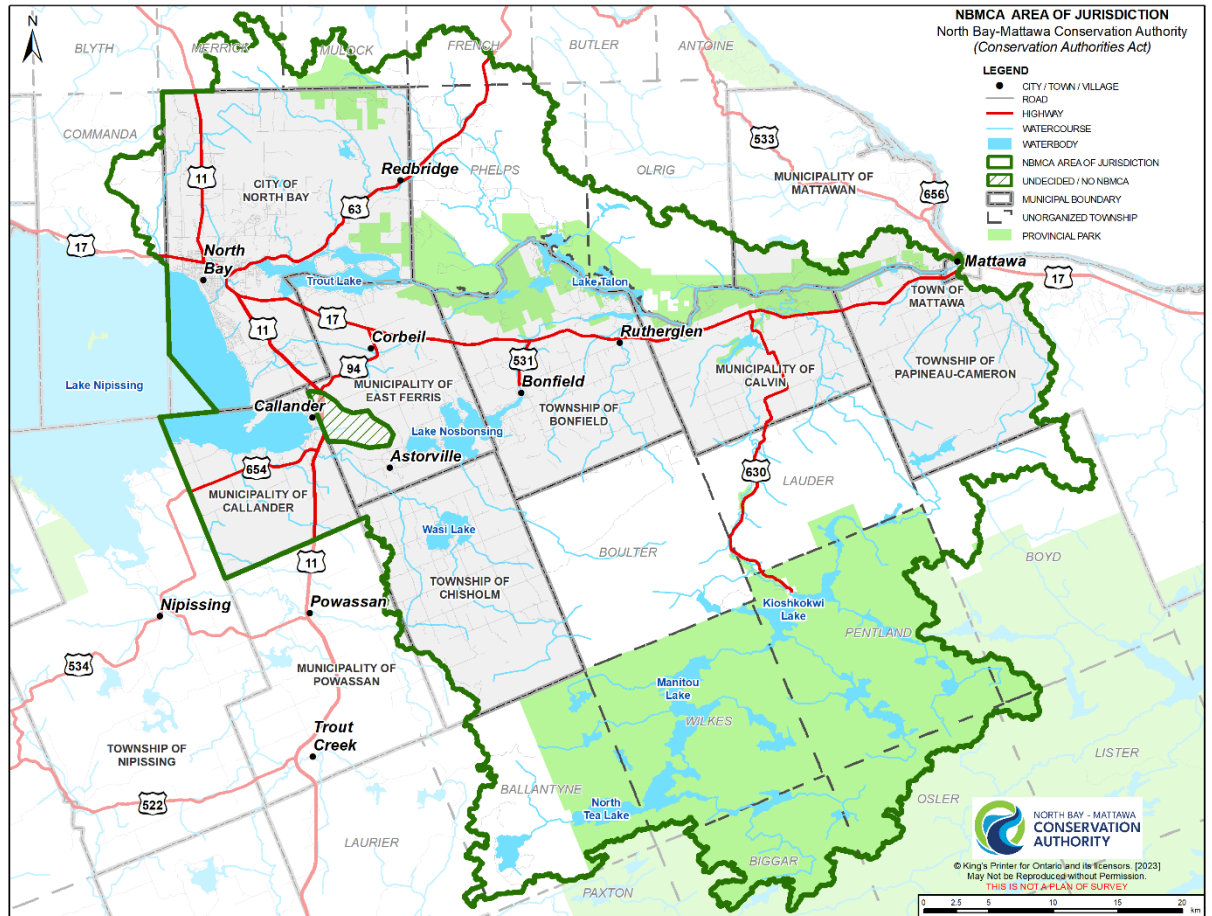 NBMCA AREA OF JURISDICTION
North Bay-Mattawa Conservation Authority
(Conservation Authorities Act)
LEGEND
CITY / TOWN / VILLAGE
ROAD
HIGHWAY
WATERCOURSE
WATERBODY
NBMCA AREA OF JURISDICTION
UNDECIDED / NO NBMCA
MUNICIPAL BOUNDARY
UNORGANIZED TOWNSHIP
PROVINCIAL PARK
N
BLYTH
MERRICK
MULOCK
FRENCH
BUTLER
ANTOINE
COMMANDA
11
CITY OF
NORTH BAY
Redbridge
PHELPS
OLRIG
533
MUNICIPALITY OF
MATTAWAN
656
63
17
North
Bay
Trout Lake
Lake Talon
Mattawa
17
TOWN OF
MATTAWA
11
17
Corbeil
94
531
Rutherglen
Lake Nipissing
MUNICIPALITY OF
EAST FERRIS
Bonfield
MUNICIPALITY OF
CALVIN
TOWNSHIP OF
PAPINEAU-CAMERON
Callander
Lake Nosbonsing
TOWNSHIP OF
BONFIELD
Astorville
654
MUNICIPALITY OF
CALLANDER
630
LAUDER
Wasi Lake
BOULTER
BOYD
11
TOWNSHIP OF
CHISHOLM
Nipissing
Powassan
Kioshkokwi
Lake
PENTLAND
534
MUNICIPALITY OF
POWASSAN
Manitou
Lake
WILKES
Trout
Creek
TOWNSHIP OF
NIPISSING
LISTER
522
BALLANTYNE
North
Tea Lake
OSLER
LAURIER
BIGGAR
PAXTON
NORTH BAY - MATTAWA
CONSERVATION
AUTHORITY
© King's Printer for Ontario and its licensors. [2023]
May Not be Reproduced without Permission.
THIS IS NOT A PLAN OF SURVEY
0 2.5 5 10 15 20
km